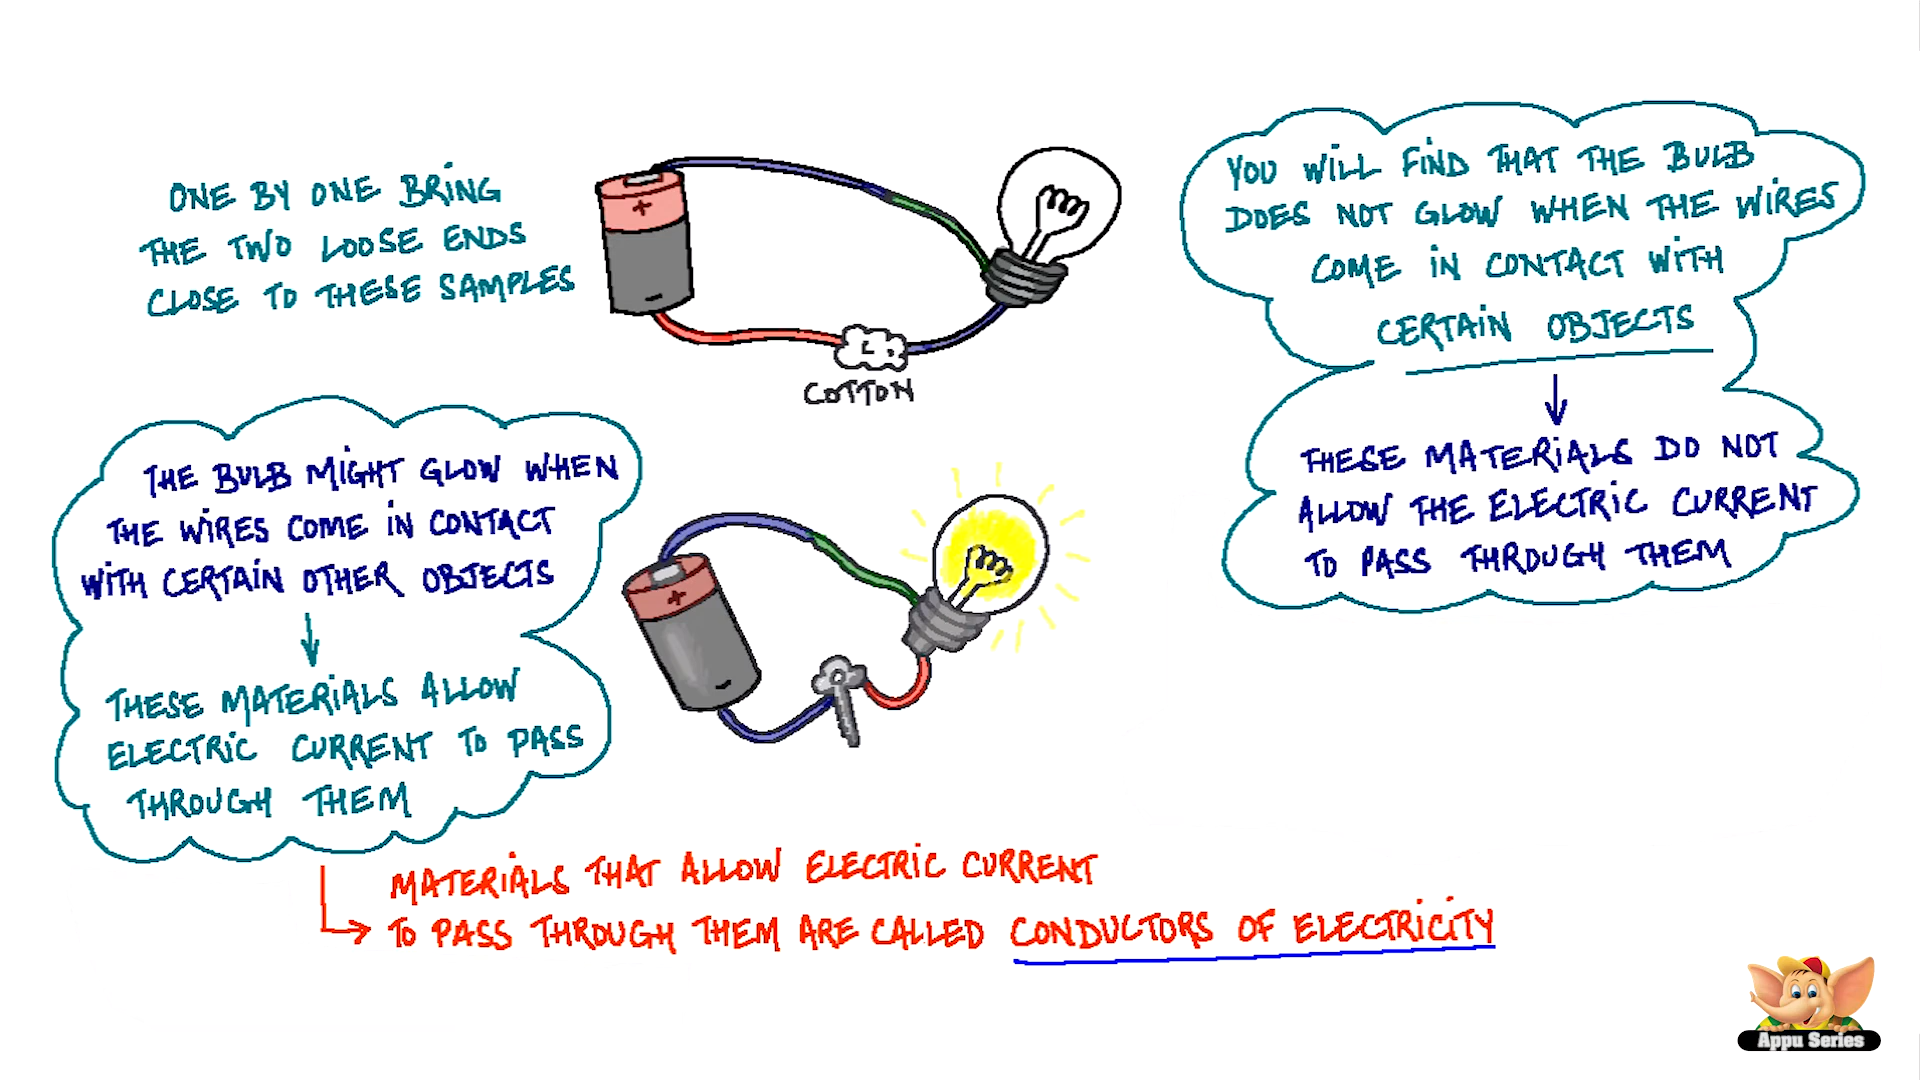 ONE BY ONE BRING
THE TWO LOOSE ENDS
CLOSE TO THESE SAMPLES
+
-
COTTON
YOU WILL FIND THAT THE BULB
DOES NOT GLOW WHEN THE WIRES
COME IN CONTACT WITH
CERTAIN OBJECTS
THESE MATERIALS DO NOT
ALLOW THE ELECTRIC CURRENT
TO PASS THROUGH THEM
THE BULB MIGHT GLOW WHEN
THE WIRES COME IN CONTACT
WITH CERTAIN OTHER OBJECTS
THESE MATERIALS ALLOW
ELECTRIC CURRENT TO PASS
THROUGH THEM
+
-
MATERIALS THAT ALLOW ELECTRIC CURRENT
TO PASS THROUGH THEM ARE CALLED CONDUCTORS OF ELECTRICITY
Appu Series